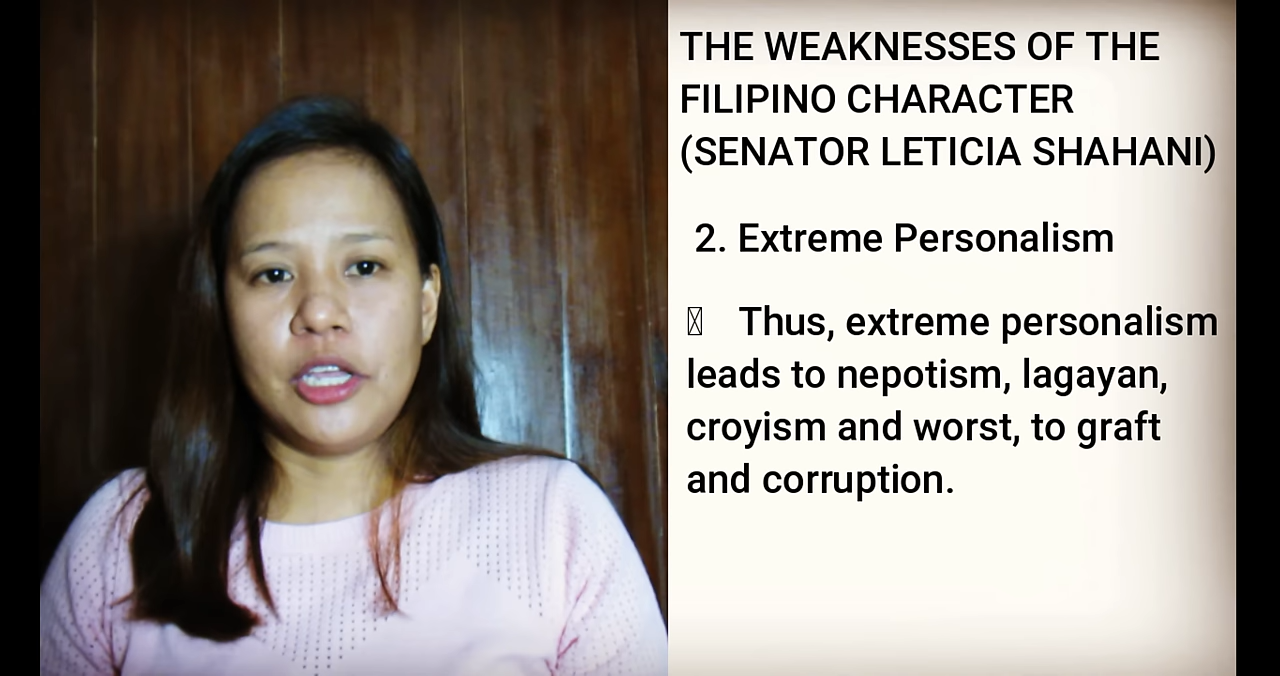 THE WEAKNESSES OF THE
FILIPINO CHARACTER
(SENATOR LETICIA SHAHANI)
2. Extreme Personalism
Thus, extreme personalism
leads to nepotism, lagayan,
croyism and worst, to graft
and corruption.